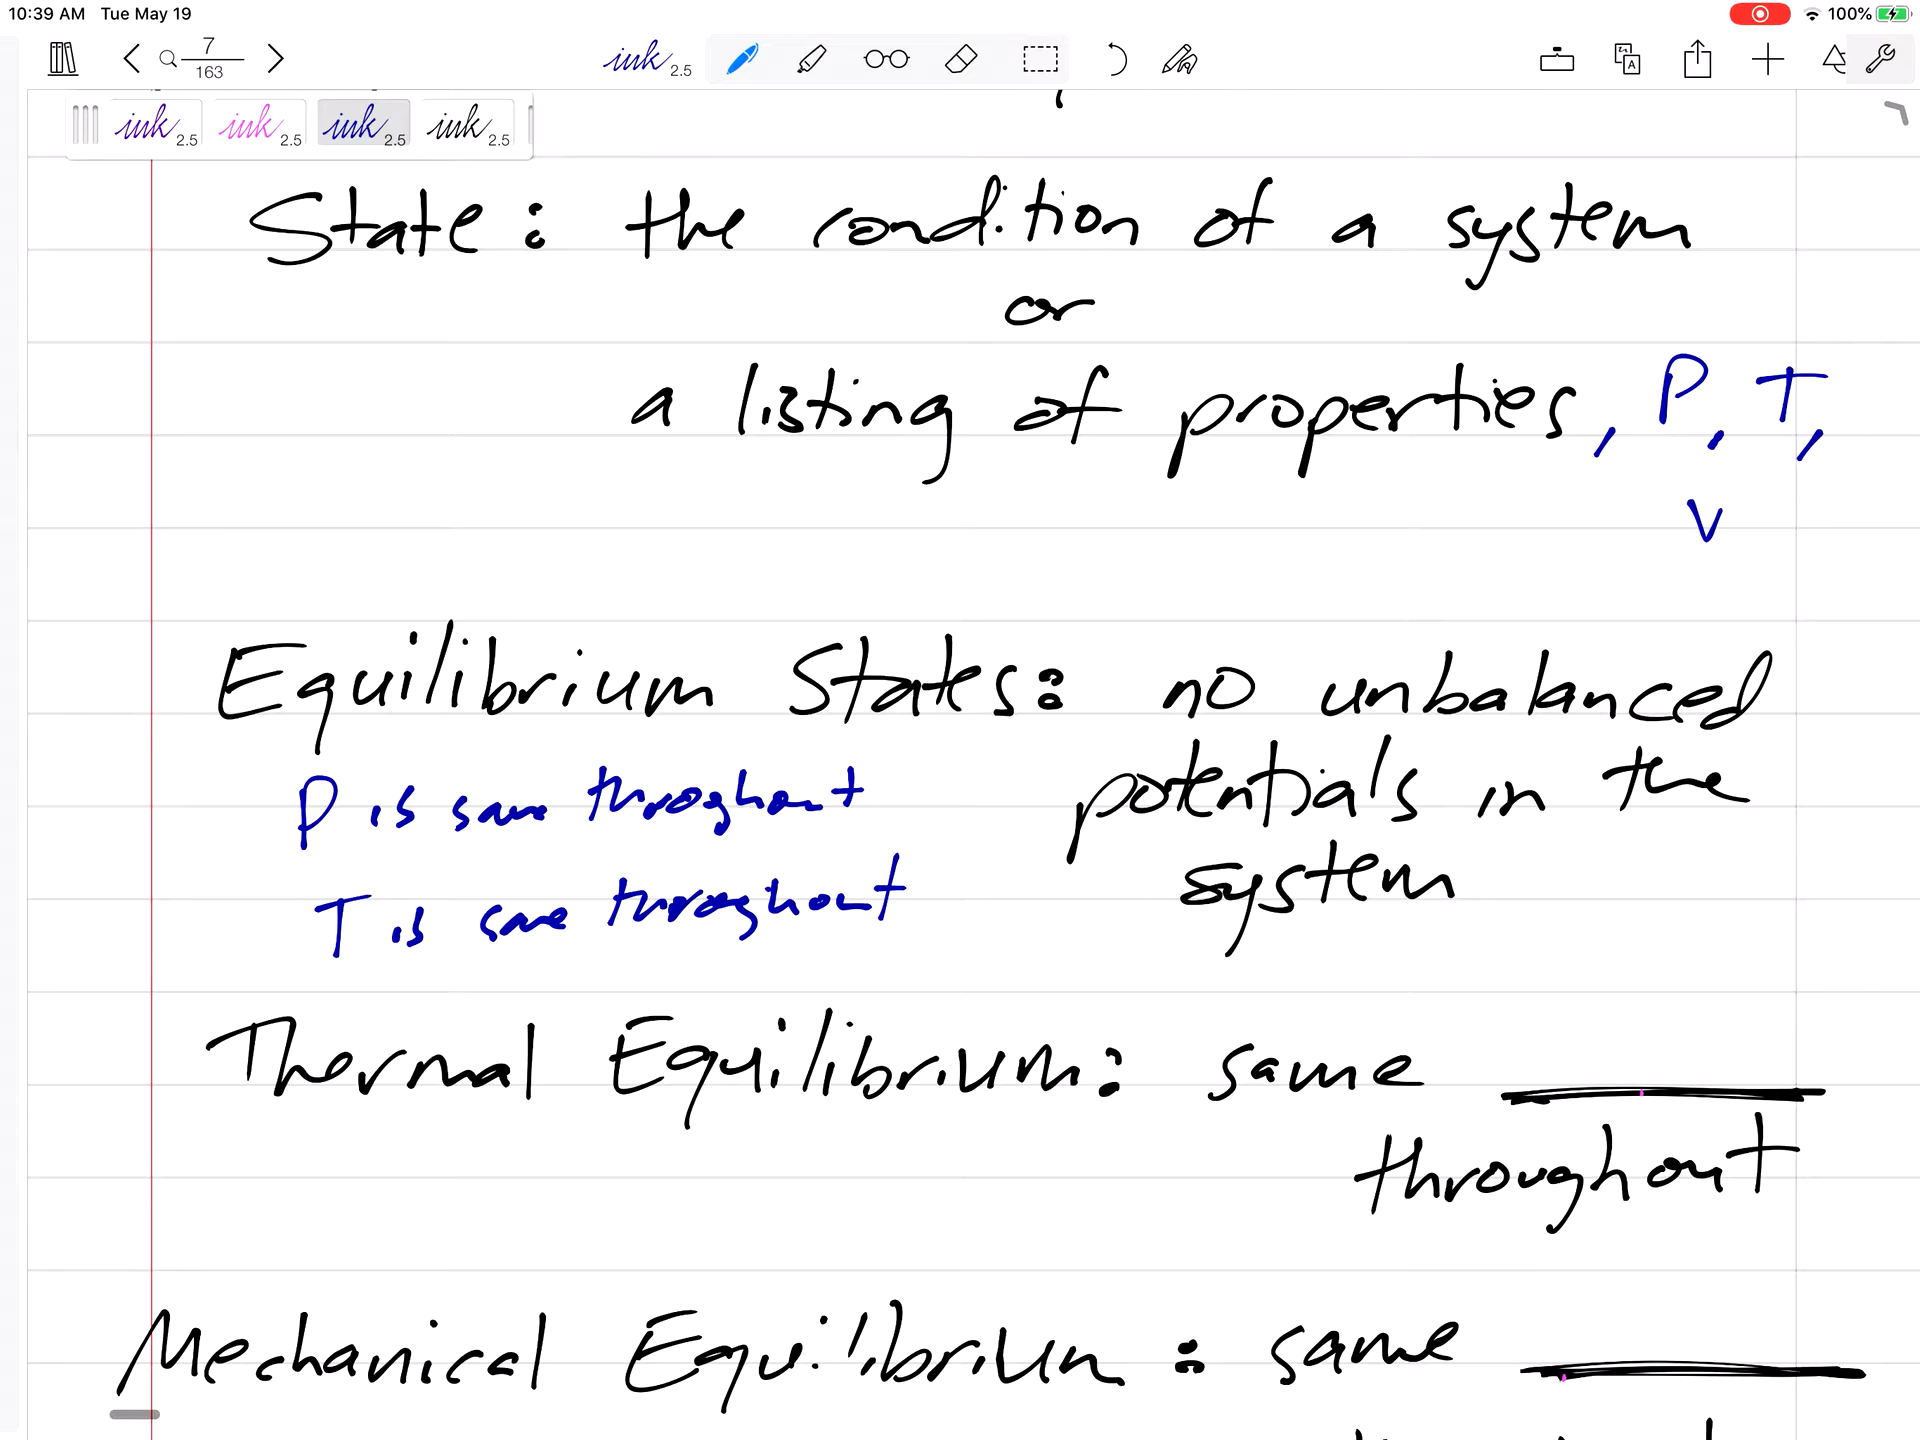 10:39 AM Tue May 19
100%
7
163
ink 2.5
ink 2.5 ink 2.5 ink 2.5 ink 2.5
State: the condition of a system
or
a listing of properties, P, T,
v
Equilibrium States: no unbalanced
P is same throghout potentials in the
T is same throghout system
Thermal Equilibrium: same
throughout
Mechanical Equilibrium: same